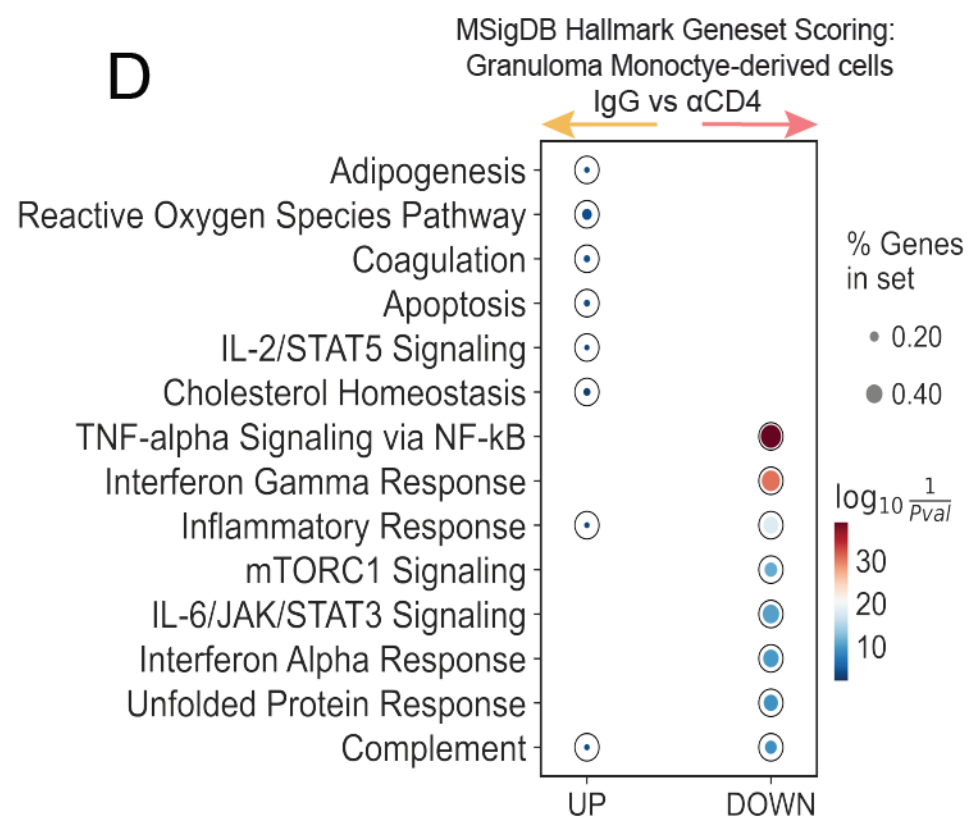 D
MSigDB Hallmark Geneset Scoring:
Granuloma Monoctye-derived cells
IgG vs αCD4
Adipogenesis
Reactive Oxygen Species Pathway
Coagulation
Apoptosis
IL-2/STAT5 Signaling
Cholesterol Homeostasis
TNF-alpha Signaling via NF-kB
Interferon Gamma Response
Inflammatory Response
mTORC1 Signaling
IL-6/JAK/STAT3 Signaling
Interferon Alpha Response
Unfolded Protein Response
Complement
UP DOWN
% Genes
in set
0.20
0.40
log₁₀ 1/Pval
30
20
10